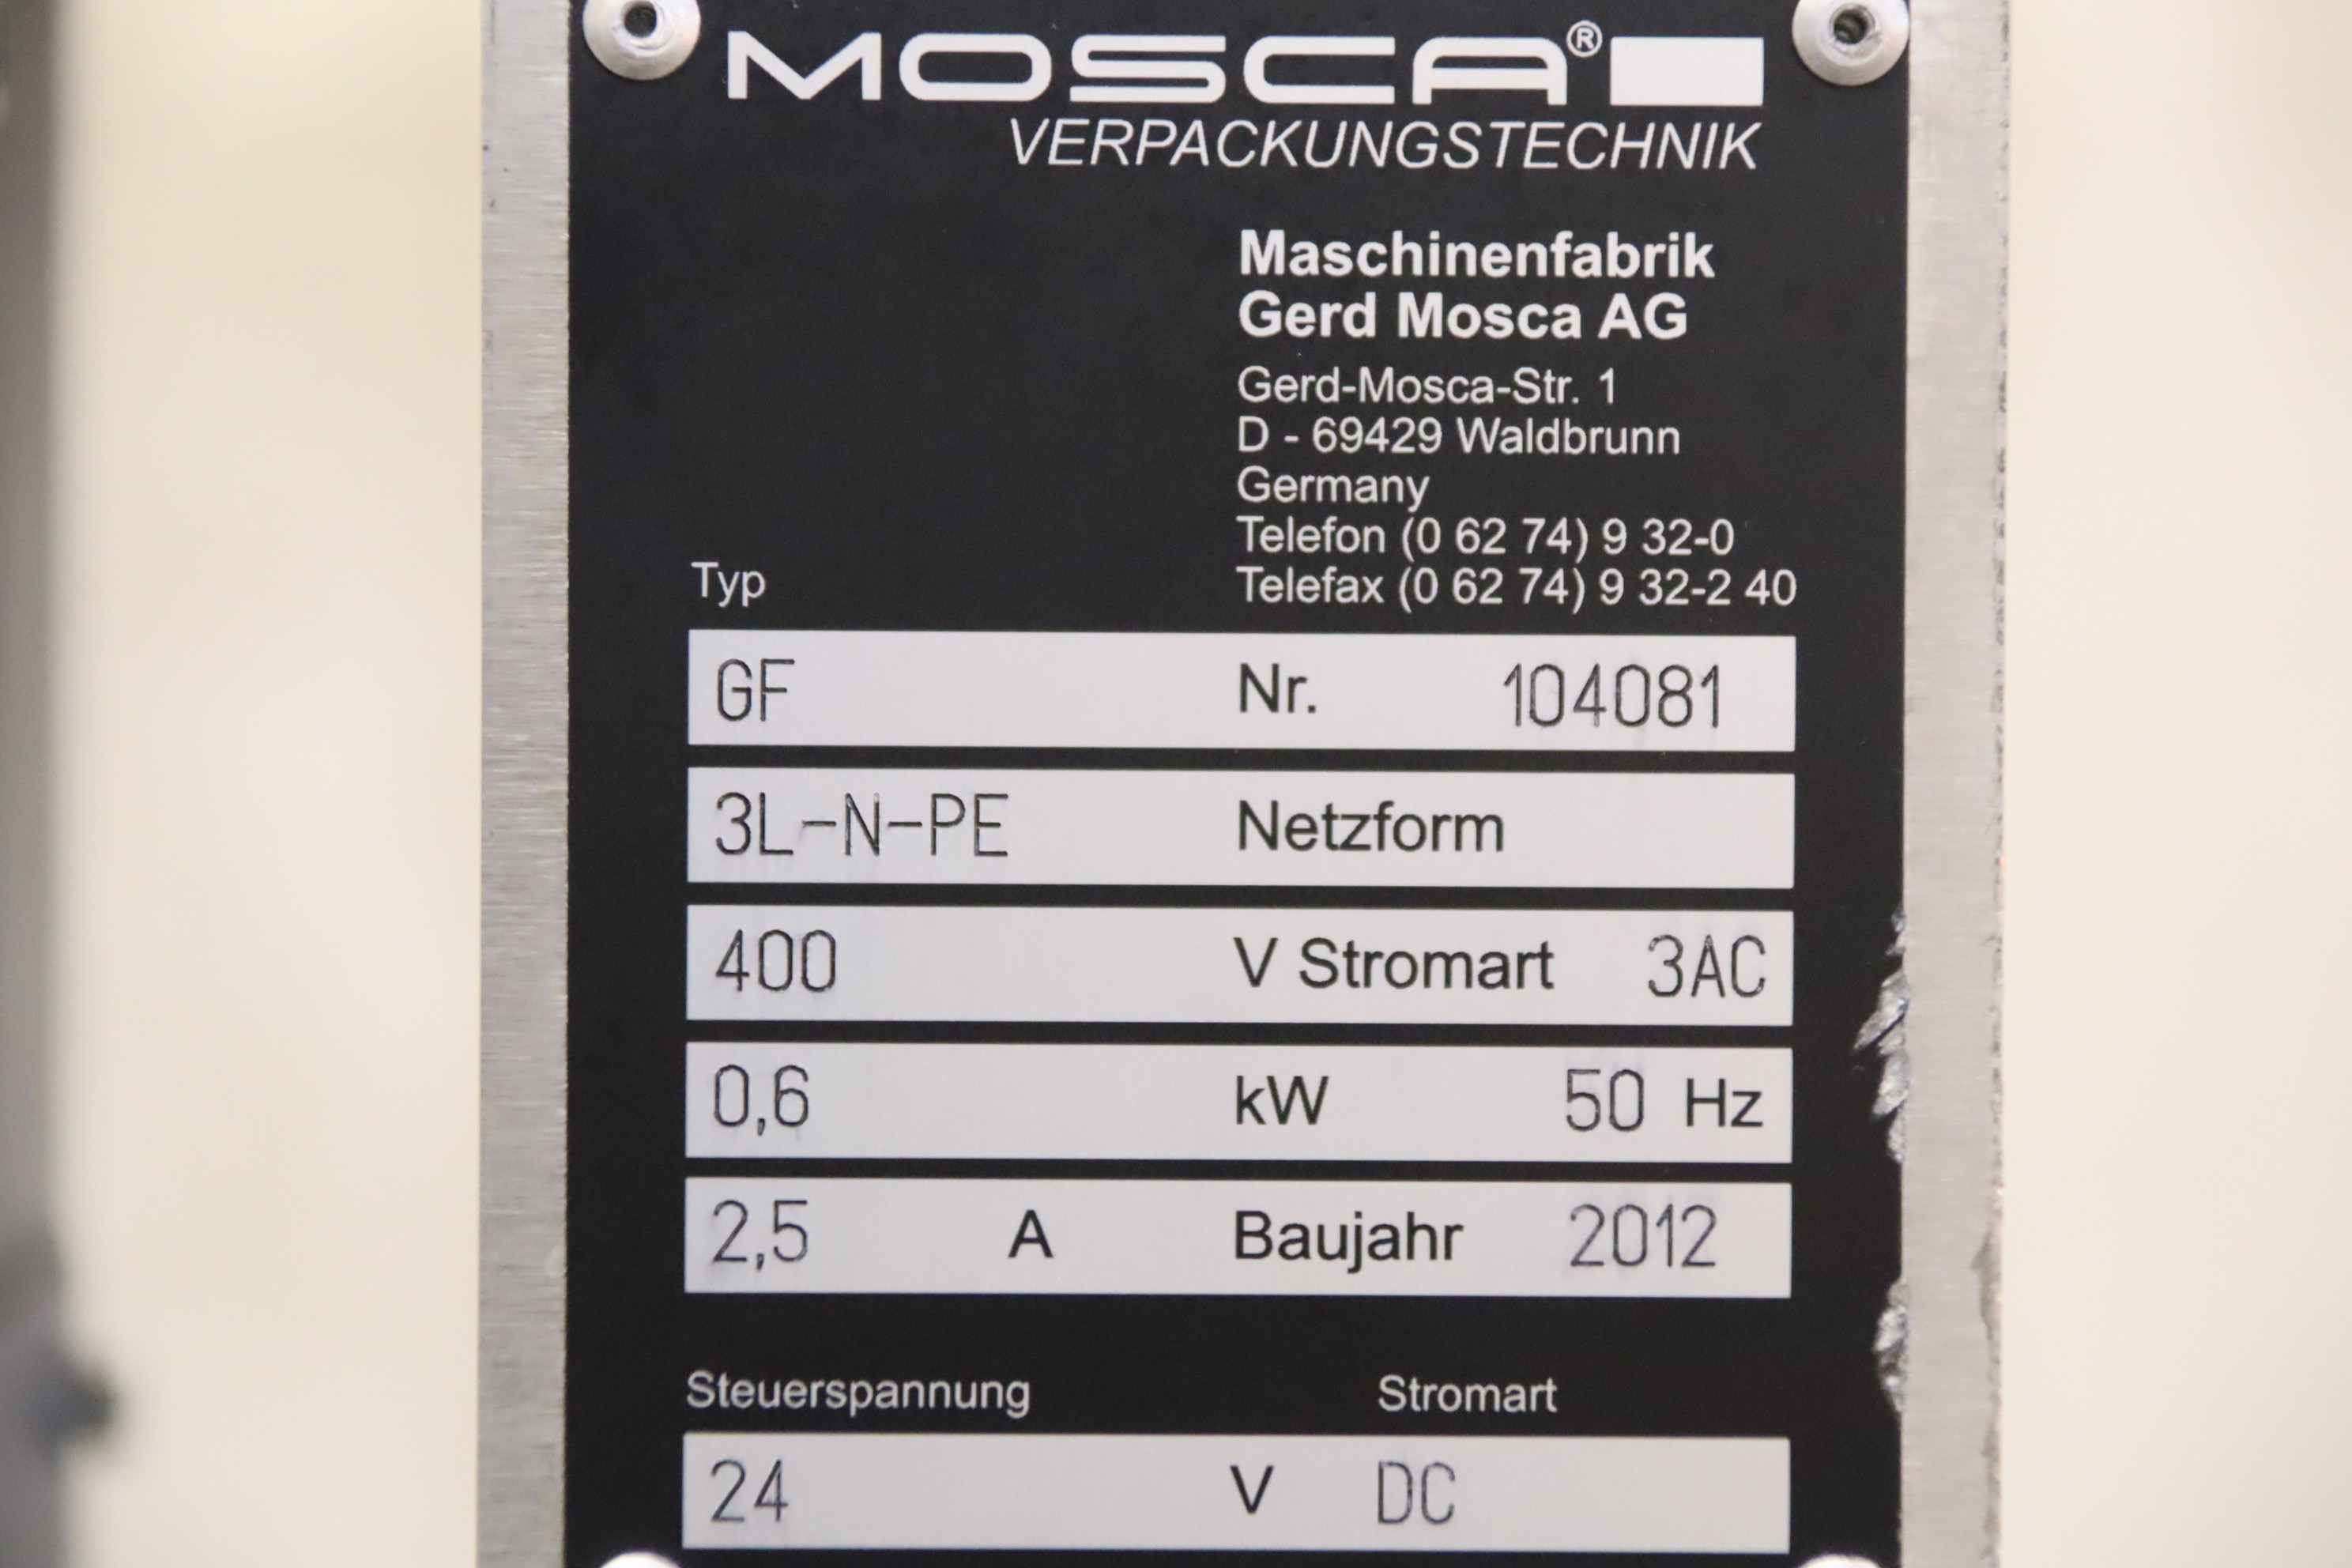 MOSCA®
VERPACKUNGSTECHNIK
Maschinenfabrik
Gerd Mosca AG
Gerd-Mosca-Str. 1
D - 69429 Waldbrunn
Germany
Telefon (0 62 74) 9 32-0
Telefax (0 62 74) 9 32-2 40
Typ
GF Nr. 104081
3L-N-PE Netzform
400 V Stromart 3AC
0,6 kW 50 Hz
2,5 A Baujahr 2012
Steuerspannung Stromart
24 V DC